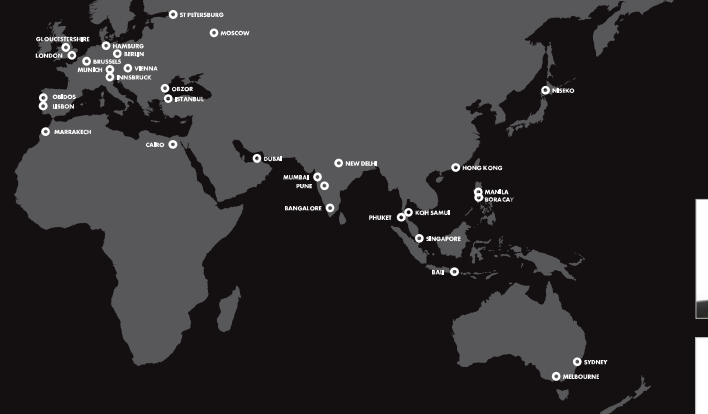 ST PETERSBURG
MOSCOW
GLOUCSTERSHIRE
HAMBURG
LONDON
BERLIN
BRUSSELS
MUNICH
VIENNA
INNSBRUCK
OBZOR
ISTANBUL
NISEKO
OBIDOS
LISBON
MARRAKECH
CAIRO
DUBAI
NEW DELHI
HONG KONG
MUMBAI
PUNE
MANILA
BORACAY
BANGALORE
PHUKET
KOH SAMUI
SINGAPORE
BALI
SYDNEY
MELBOURNE